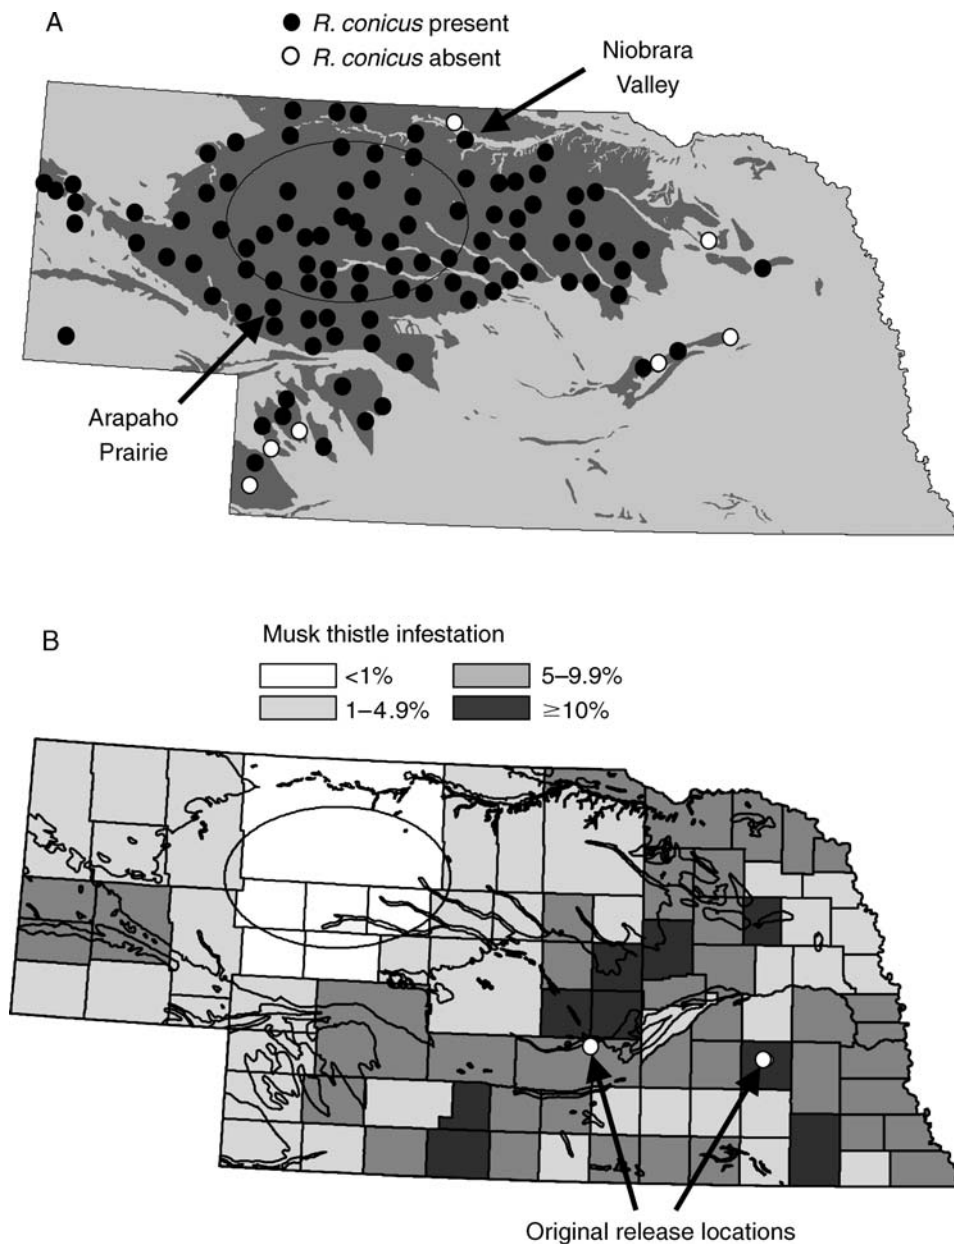 A
R. conicus present
R. conicus absent
Niobrara
Valley
Arapaho
Prairie
B
Musk thistle infestation
<1%
5–9.9%
1–4.9%
≥10%
Original release locations